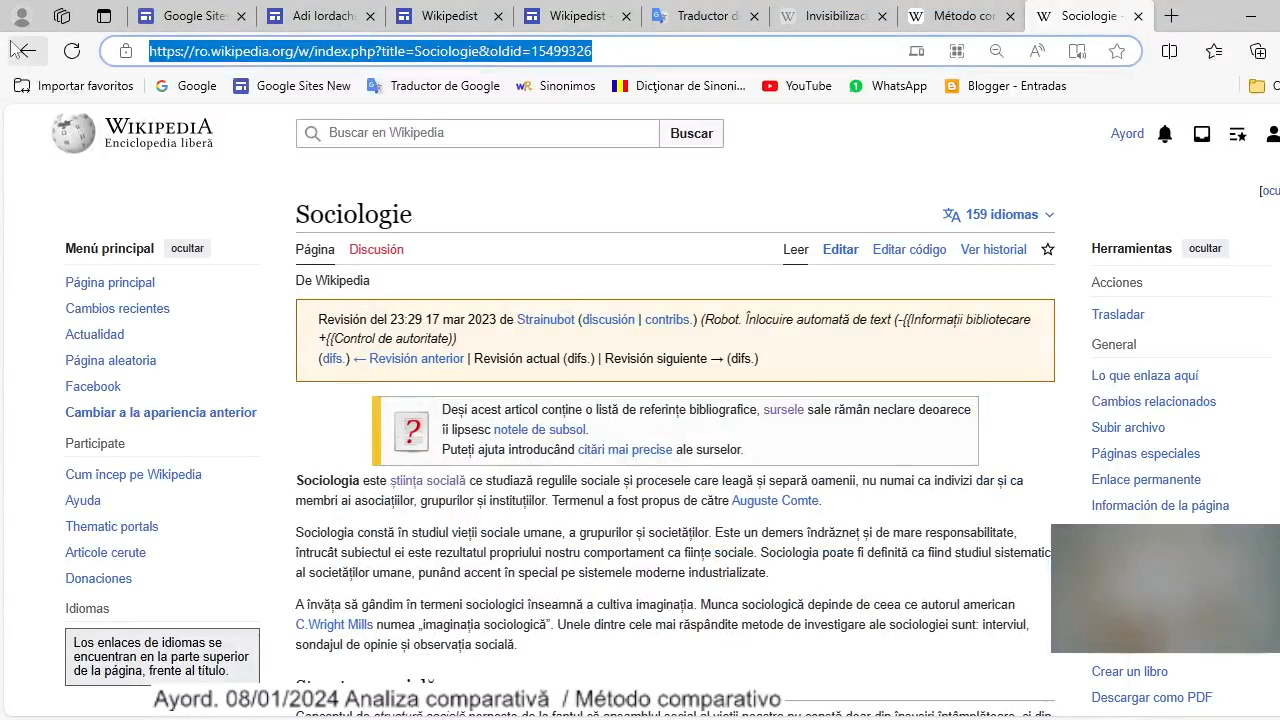 Google Sites
Adi Iordache
Wikipedist
Wikipedist -
Traductor d
Invisibilizaci
Método co
Sociologie -
https://ro.wikipedia.org/w/index.php?title=Sociologie&oldid=15499326
Importar favoritos
Google
Google Sites New
Traductor de Google
Sinonimos
Dicţionar de Sinoni...
YouTube
WhatsApp
Blogger - Entradas
WIKIPEDIA
Enciclopedia liberă
Buscar en Wikipedia
Buscar
Ayord
[ocu
Sociologie
159 idiomas
Página
Discusión
Leer
Editar
Editar código
Ver historial
De Wikipedia
Revisión del 23:29 17 mar 2023 de Strainubot (discusión | contribs.) (Robot. Înlocuire automată de text (-{{Informații bibliotecare
+{{Control de autoritate))
(difs.) ← Revisión anterior | Revisión actual (difs.) | Revisión siguiente → (difs.)
Deși acest articol conține o listă de referințe bibliografice, sursele sale rămân neclare deoarece
îi lipsesc notele de subsol.
Puteți ajuta introducând citări mai precise ale surselor.
Sociologia este știința socială ce studiază regulile sociale și procesele care leagă și separă oamenii, nu numai ca indivizi dar și ca
membri ai asociațiilor, grupurilor și instituțiilor. Termenul a fost propus de către Auguste Comte.
Sociologia constă în studiul vieții sociale umane, a grupurilor și societăților. Este un demers îndrăzneț și de mare responsabilitate,
întrucât subiectul ei este rezultatul propriului nostru comportament ca ființe sociale. Sociologia poate fi definită ca fiind studiul sistematic
al societăților umane, punând accent în special pe sistemele moderne industrializate.
A învăța să gândim în termeni sociologici înseamnă a cultiva imaginația. Munca sociologică depinde de ceea ce autorul american
C.Wright Mills numea „imaginația sociologică”. Unele dintre cele mai răspândite metode de investigare ale sociologiei sunt: interviul,
sondajul de opinie și observația socială.
Menú principal
ocultar
Página principal
Cambios recientes
Actualidad
Página aleatoria
Facebook
Cambiar a la apariencia anterior
Participate
Cum încep pe Wikipedia
Ayuda
Thematic portals
Articole cerute
Donaciones
Idiomas
Los enlaces de idiomas se
encuentran en la parte superior
de la página, frente al título.
Herramientas
ocultar
Acciones
Trasladar
General
Lo que enlaza aquí
Cambios relacionados
Subir archivo
Páginas especiales
Enlace permanente
Información de la página
Crear un libro
Descargar como PDF
Ayord. 08/01/2024 Analiza comparativă / Método comparativo